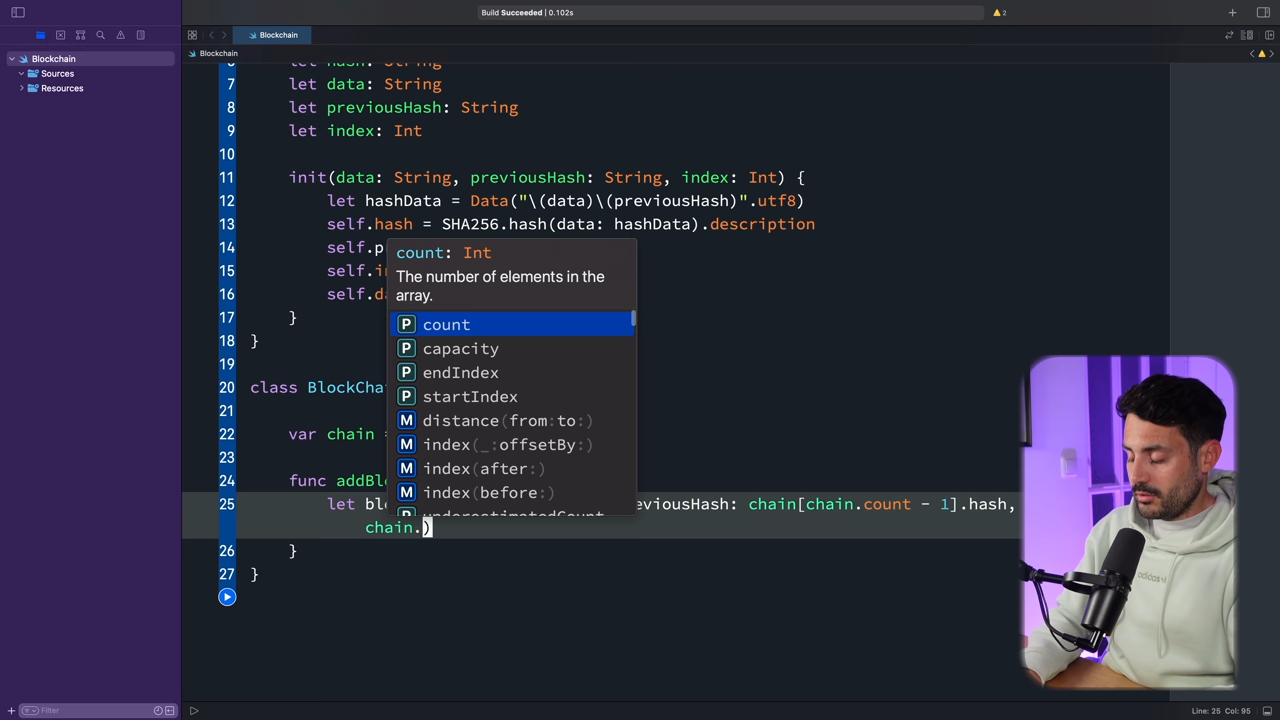 Build Succeeded | 0.102s
2
Blockchain
Blockchain
Blockchain
Sources
Resources
7 let data: String
8 let previousHash: String
9 let index: Int
10
11 init(data: String, previousHash: String, index: Int) {
12 let hashData = Data("\(data)\(previousHash)".utf8)
13 self.hash = SHA256.hash(data: hashData).description
14 self.p
15 self.i
16 self.d
17 }
18 }
19
20 class BlockCha
21
22 var chain =
23
24 func addBl
25 let blo eviousHash: chain[chain.count - 1].hash,
chain.)
26 }
27 }
count: Int
The number of elements in the
array.
P count
P capacity
P endIndex
P startIndex
M distance(from:to:)
M index(_:offsetBy:)
M index(after:)
M index(before:)
P underestimatedCount
adidas
Filter
Line: 25 Col: 95